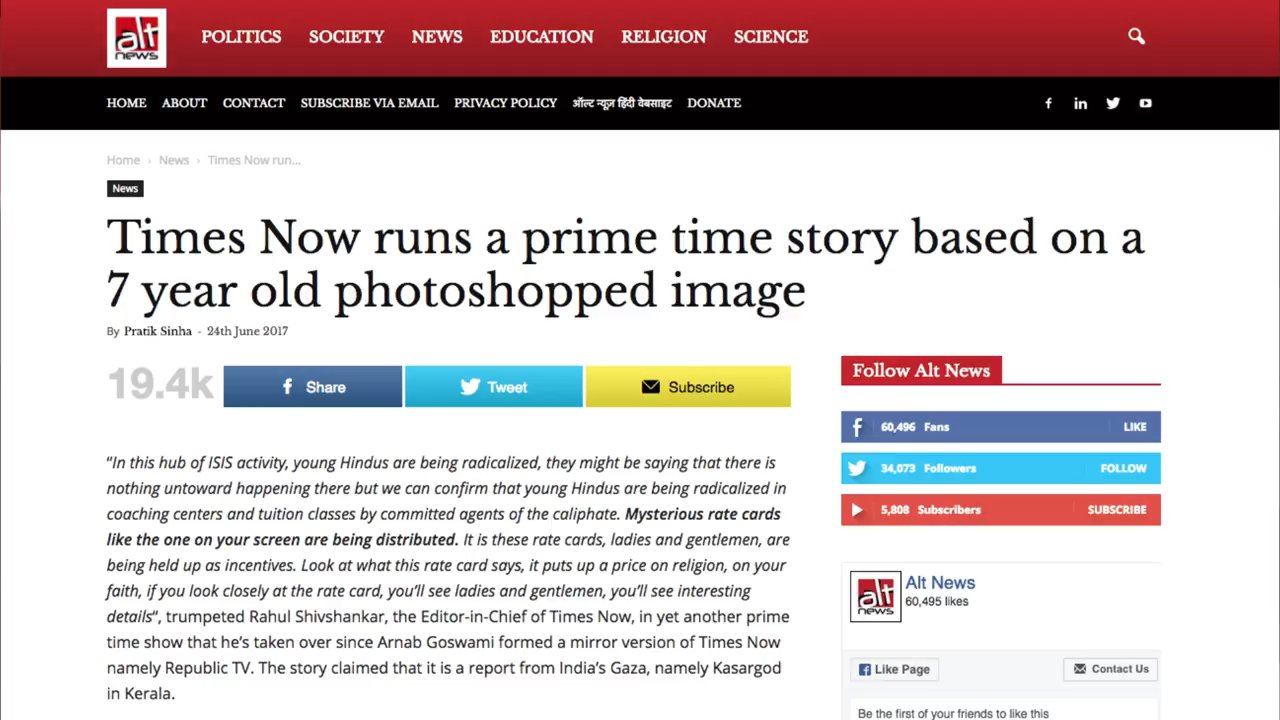 alt
news
POLITICS SOCIETY NEWS EDUCATION RELIGION SCIENCE
HOME ABOUT CONTACT SUBSCRIBE VIA EMAIL PRIVACY POLICY ऑल्ट न्यूज़ हिंदी वेबसाइट DONATE
Home › News › Times Now run...
News
Times Now runs a prime time story based on a
7 year old photoshopped image
By Pratik Sinha - 24th June 2017
19.4k Share Tweet Subscribe
“In this hub of ISIS activity, young Hindus are being radicalized, they might be saying that there is
nothing untoward happening there but we can confirm that young Hindus are being radicalized in
coaching centers and tuition classes by committed agents of the caliphate. Mysterious rate cards
like the one on your screen are being distributed. It is these rate cards, ladies and gentlemen, are
being held up as incentives. Look at what this rate card says, it puts up a price on religion, on your
faith, if you look closely at the rate card, you’ll see ladies and gentlemen, you’ll see interesting
details“, trumpeted Rahul Shivshankar, the Editor-in-Chief of Times Now, in yet another prime
time show that he’s taken over since Arnab Goswami formed a mirror version of Times Now
namely Republic TV. The story claimed that it is a report from India’s Gaza, namely Kasargod
in Kerala.
Follow Alt News
60,496 Fans LIKE
34,073 Followers FOLLOW
5,808 Subscribers SUBSCRIBE
alt
news
Alt News
60,495 likes
Like Page Contact Us
Be the first of your friends to like this